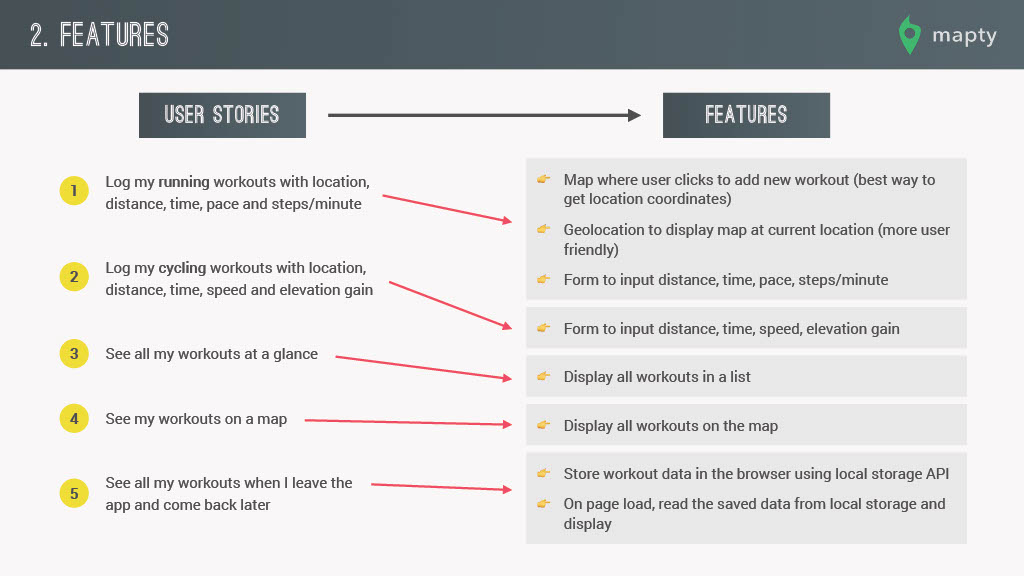 2. FEATURES
mapty
USER STORIES
FEATURES
1
Log my running workouts with location,
distance, time, pace and steps/minute
2
Log my cycling workouts with location,
distance, time, speed and elevation gain
3
See all my workouts at a glance
4
See my workouts on a map
5
See all my workouts when I leave the
app and come back later
Map where user clicks to add new workout (best way to
get location coordinates)
Geolocation to display map at current location (more user
friendly)
Form to input distance, time, pace, steps/minute
Form to input distance, time, speed, elevation gain
Display all workouts in a list
Display all workouts on the map
Store workout data in the browser using local storage API
On page load, read the saved data from local storage and
display